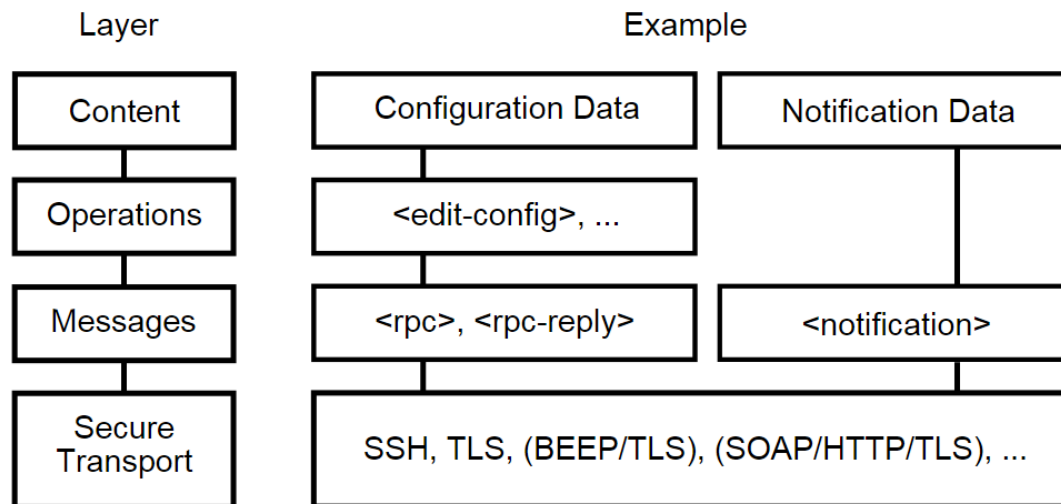 Layer Example
Content Configuration Data Notification Data
Operations <edit-config>, ...
Messages <rpc>, <rpc-reply> <notification>
Secure
Transport
SSH, TLS, (BEEP/TLS), (SOAP/HTTP/TLS), ...